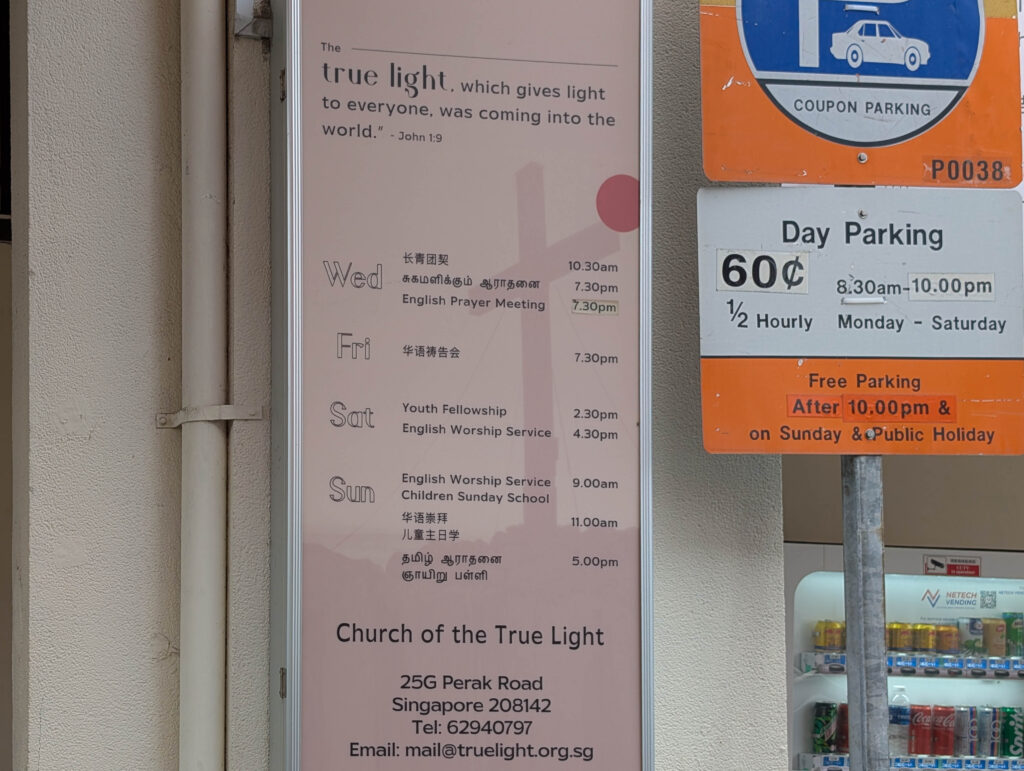 The
true light, which gives light
to everyone, was coming into the
world." - John 1:9
Wed
长青团契 10.30am
சுகமளிக்கும் ஆராதனை 7.30pm
English Prayer Meeting 7.30pm
Fri
华语祷告会 7.30pm
Sat
Youth Fellowship 2.30pm
English Worship Service 4.30pm
Sun
English Worship Service 9.00am
Children Sunday School
华语崇拜 11.00am
儿童主日学
தமிழ் ஆராதனை 5.00pm
ஞாயிறு பள்ளி
Church of the True Light
25G Perak Road
Singapore 208142
Tel: 62940797
Email: mail@truelight.org.sg
COUPON PARKING
P0038
Day Parking
60¢ 8.30am-10.00pm
½ Hourly Monday - Saturday
Free Parking
After 10.00pm &
on Sunday & Public Holiday
NETECH
VENDING
Coca-Cola
Sprite